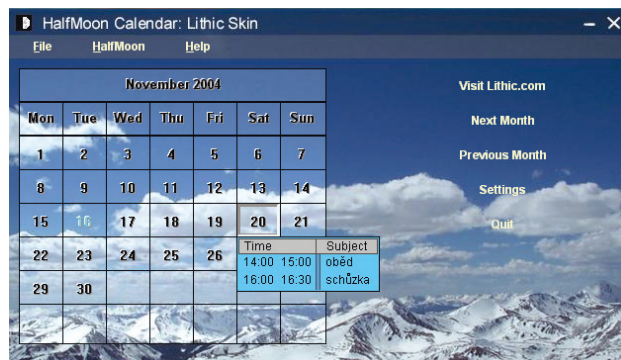 HalfMoon Calendar: Lithic Skin
File HalfMoon Help
November 2004
Mon Tue Wed Thu Fri Sat Sun
1 2 3 4 5 6 7
8 9 10 11 12 13 14
15 16 17 18 19 20 21
22 23 24 25 26
29 30
Time Subject
14:00 15:00 oběd
16:00 16:30 schůzka
Visit Lithic.com
Next Month
Previous Month
Settings
Quit